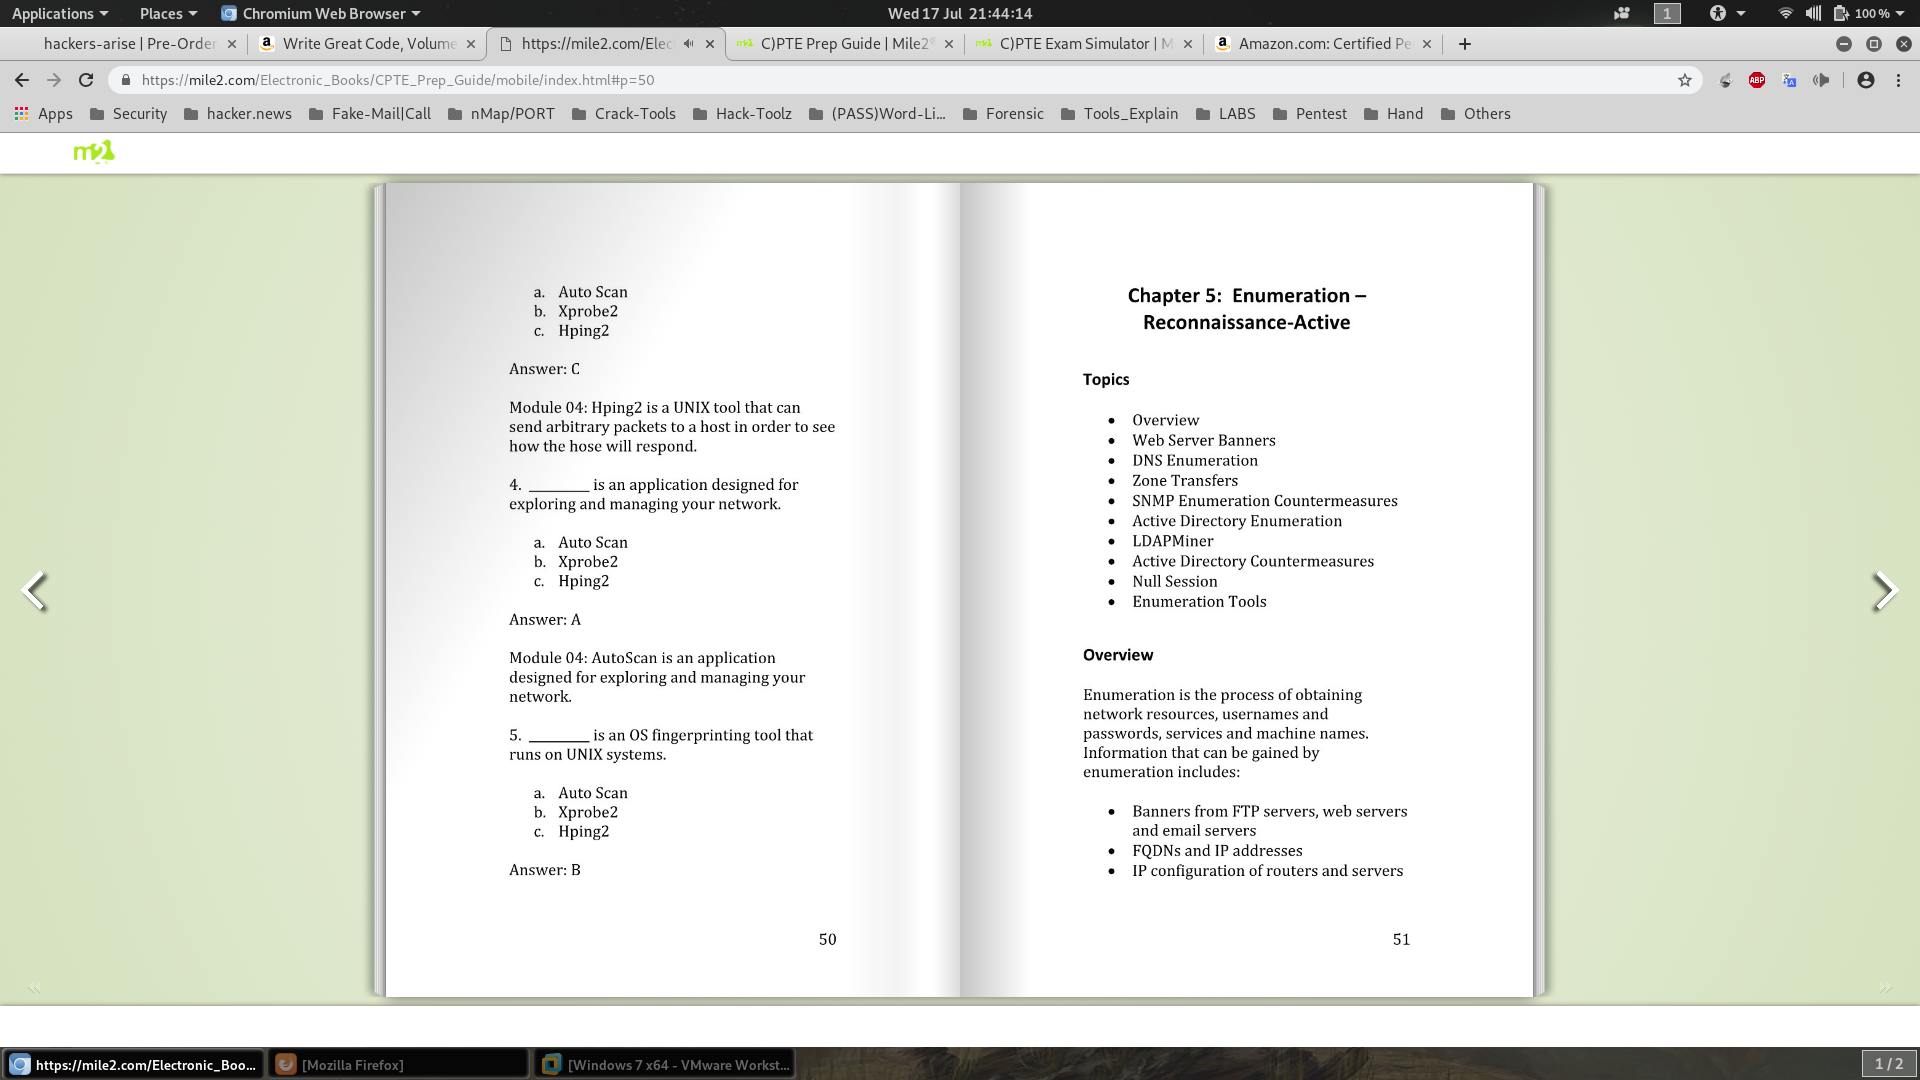 Applications
Places
Chromium Web Browser
Wed 17 Jul 21:44:14
1
100 %
hackers-arise | Pre-Order
Write Great Code, Volume
https://mile2.com/Elec
C)PTE Prep Guide | Mile2
C)PTE Exam Simulator | M
Amazon.com: Certified Pe
https://mile2.com/Electronic_Books/CPTE_Prep_Guide/mobile/index.html#p=50
ABP
Apps
Security
hacker.news
Fake-Mail|Call
nMap/PORT
Crack-Tools
Hack-Toolz
(PASS)Word-Li...
Forensic
Tools_Explain
LABS
Pentest
Hand
Others
m2
a. Auto Scan
b. Xprobe2
c. Hping2
Answer: C
Module 04: Hping2 is a UNIX tool that can
send arbitrary packets to a host in order to see
how the hose will respond.
4. ________ is an application designed for
exploring and managing your network.
a. Auto Scan
b. Xprobe2
c. Hping2
Answer: A
Module 04: AutoScan is an application
designed for exploring and managing your
network.
5. ________ is an OS fingerprinting tool that
runs on UNIX systems.
a. Auto Scan
b. Xprobe2
c. Hping2
Answer: B
50
Chapter 5: Enumeration –
Reconnaissance-Active
Topics
• Overview
• Web Server Banners
• DNS Enumeration
• Zone Transfers
• SNMP Enumeration Countermeasures
• Active Directory Enumeration
• LDAPMiner
• Active Directory Countermeasures
• Null Session
• Enumeration Tools
Overview
Enumeration is the process of obtaining
network resources, usernames and
passwords, services and machine names.
Information that can be gained by
enumeration includes:
• Banners from FTP servers, web servers
and email servers
• FQDNs and IP addresses
• IP configuration of routers and servers
51
https://mile2.com/Electronic_Boo...
[Mozilla Firefox]
[Windows 7 x64 - VMware Workst...
1 / 2